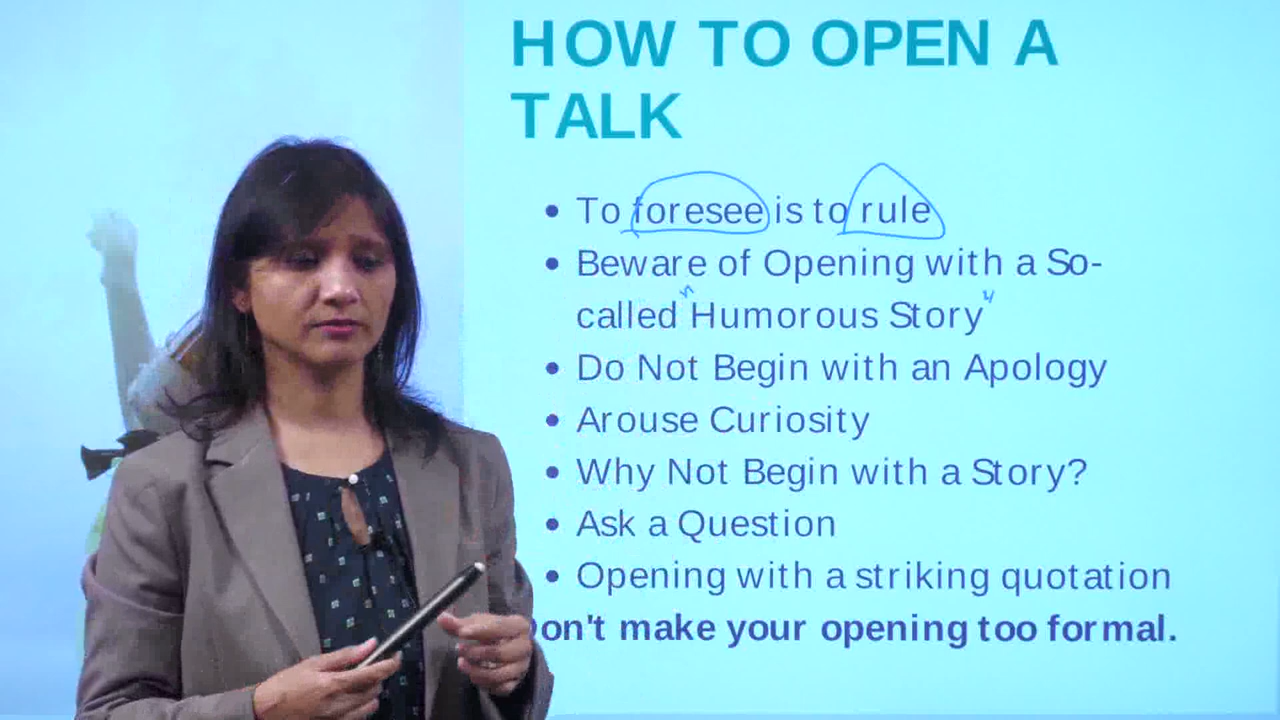 HOW TO OPEN A
TALK
• To foresee is to rule
• Beware of Opening with a So-
called "Humorous Story"
• Do Not Begin with an Apology
• Arouse Curiosity
• Why Not Begin with a Story?
• Ask a Question
• Opening with a striking quotation
Don't make your opening too formal.